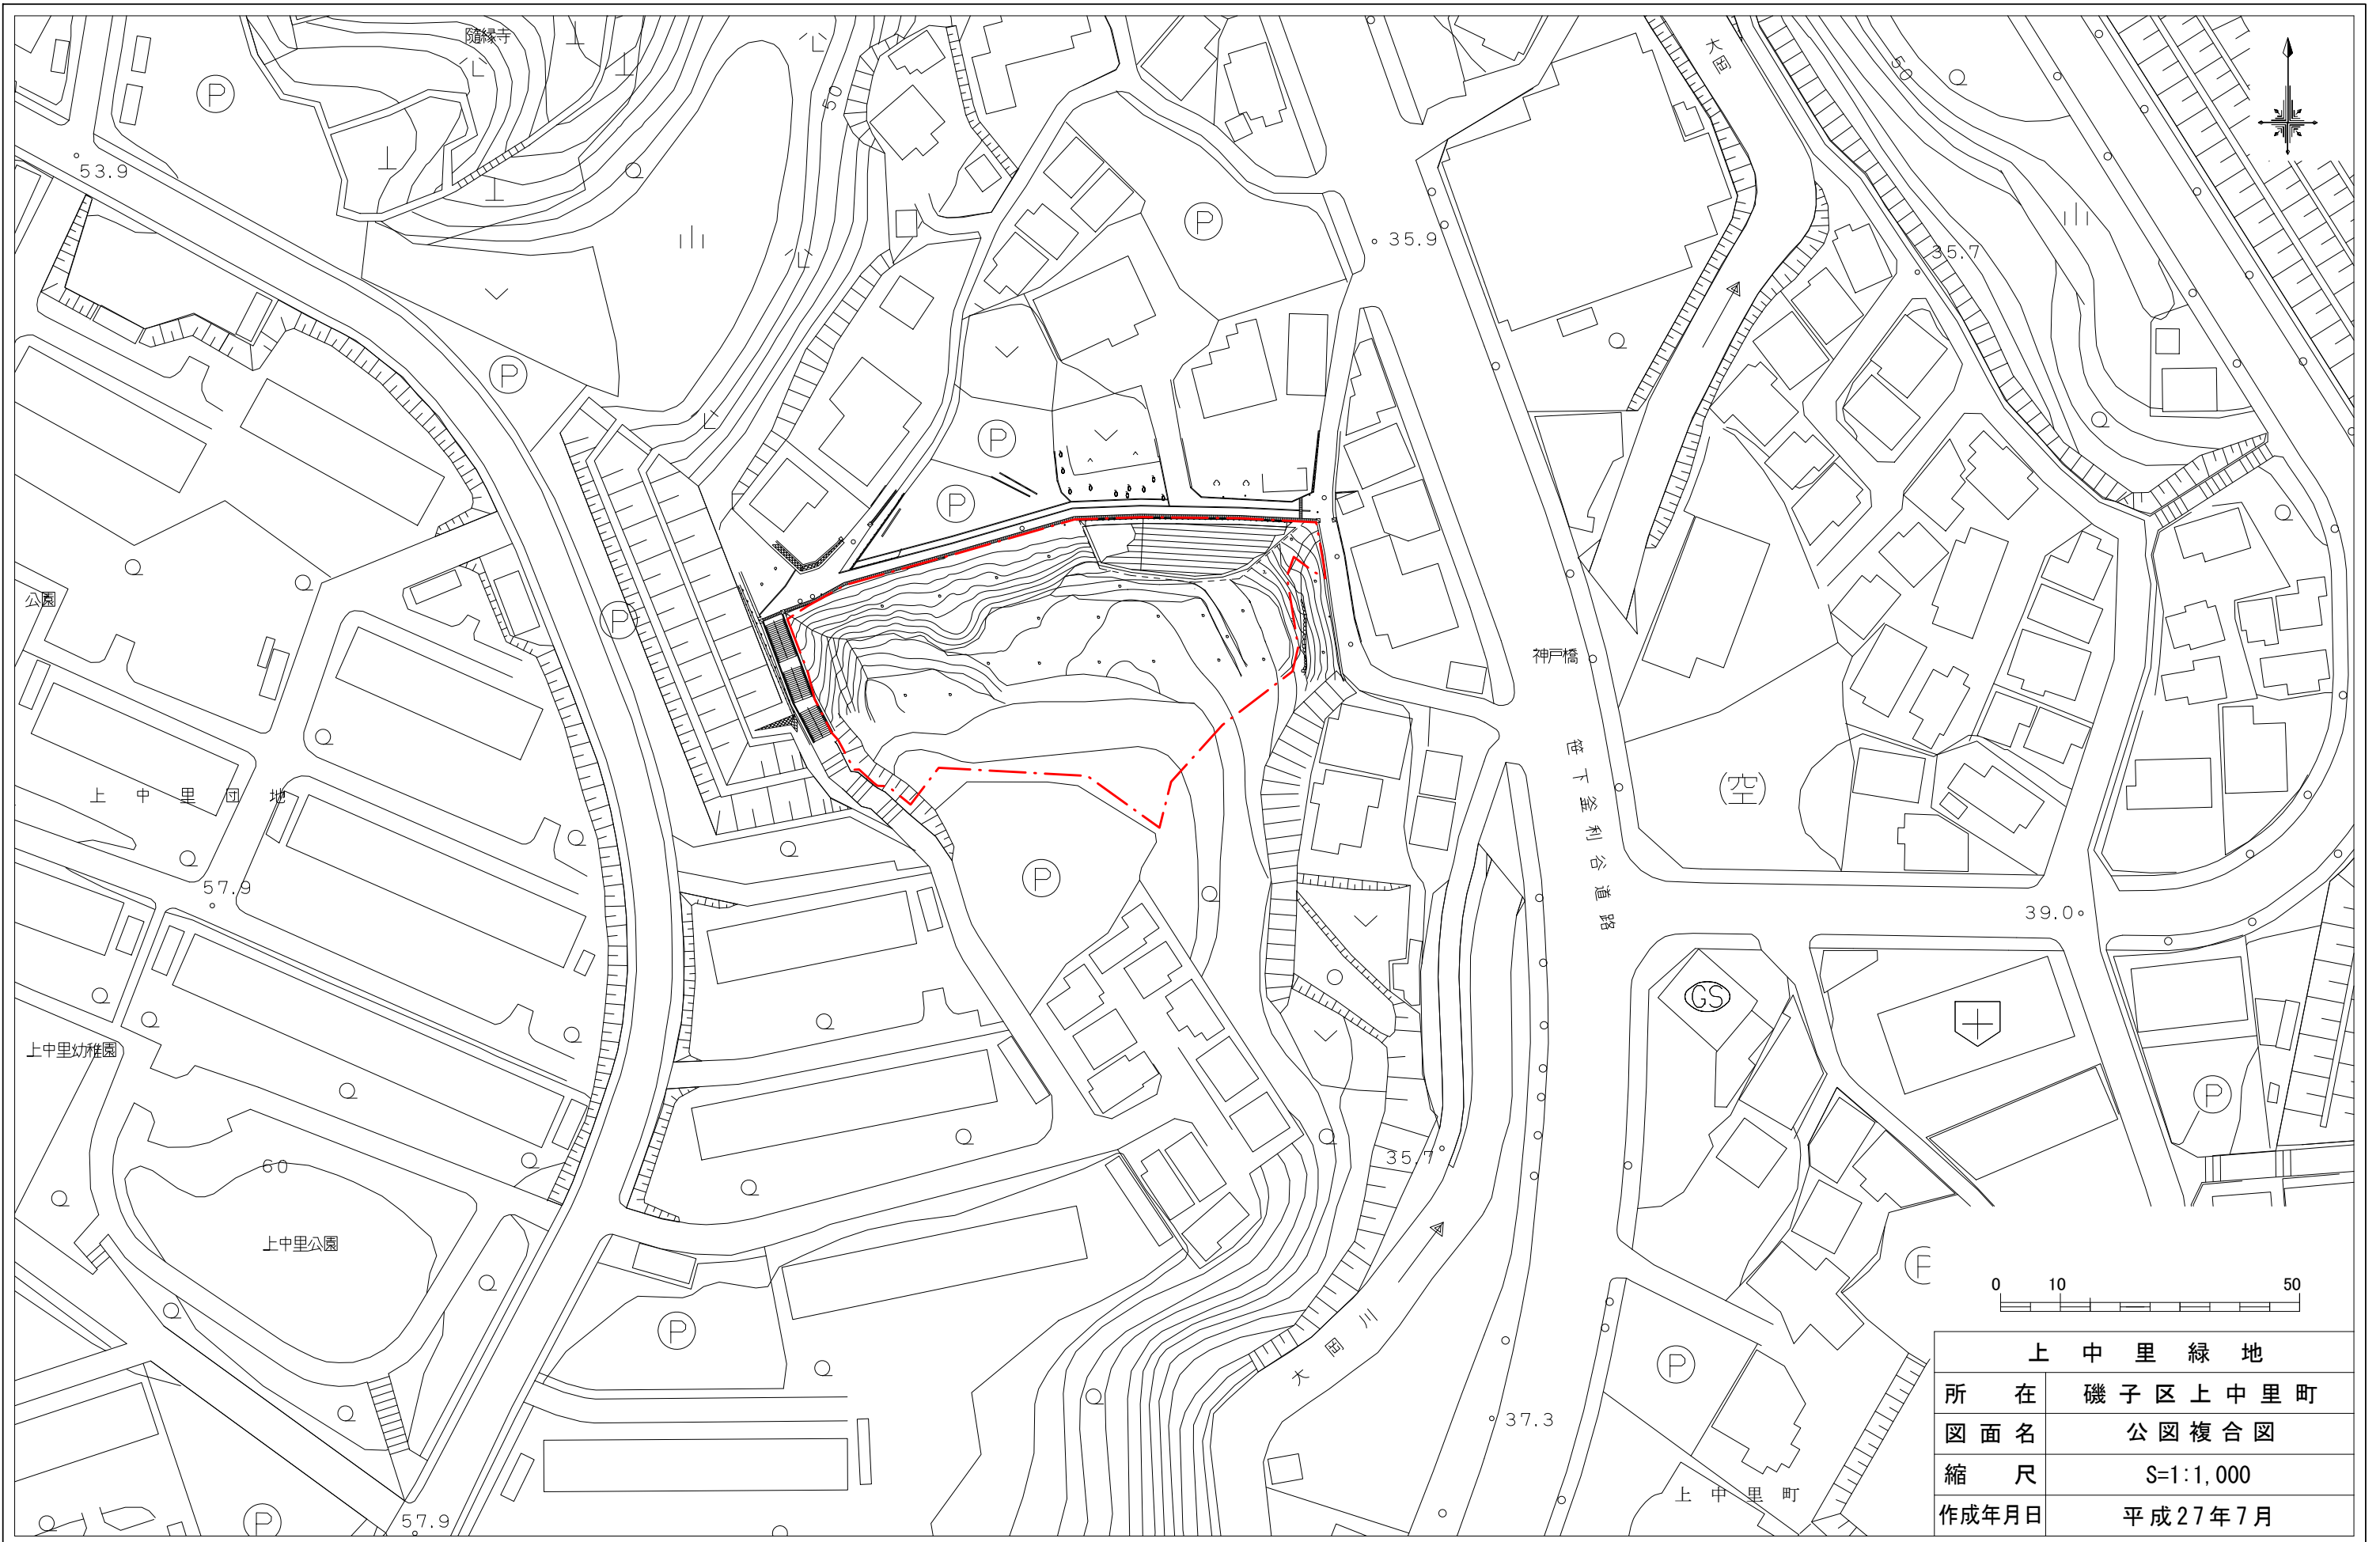 隨縁寺
大岡
50
50
P
53.9
P
35.9
35.7
P
P
P
公園
P
神戸橋
笹下釜利谷道路
(空)
上中里団地
P
57.9
39.0
GS
上中里幼稚園
P
35.7
60
上中里公園
P
大岡川
P
37.3
上中里町
P
57.9
0 10 50
上中里緑地
所在 磯子区上中里町
図面名 公図複合図
縮尺 S=1:1,000
作成年月日 平成27年7月